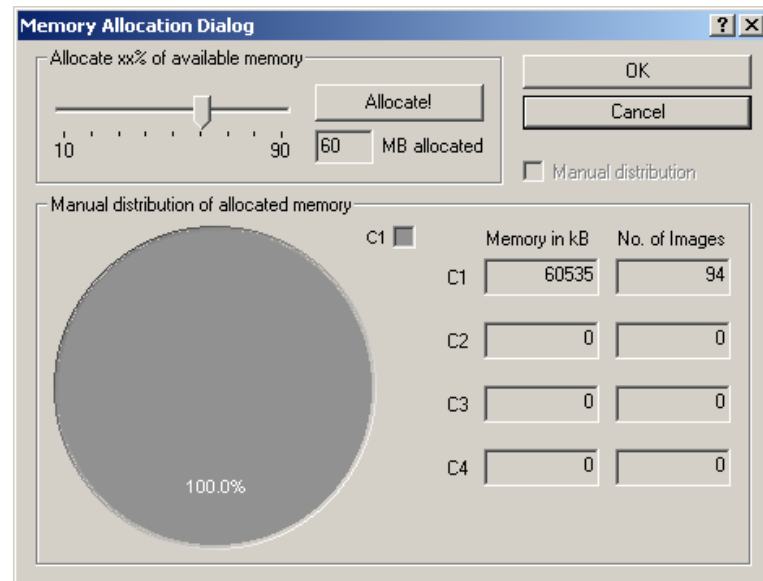 Memory Allocation Dialog
Allocate xx% of available memory
Allocate!
10 90
60 MB allocated
OK
Cancel
Manual distribution
Manual distribution of allocated memory
C1
Memory in kB No. of Images
C1 60535 94
C2 0 0
C3 0 0
C4 0 0
100.0%